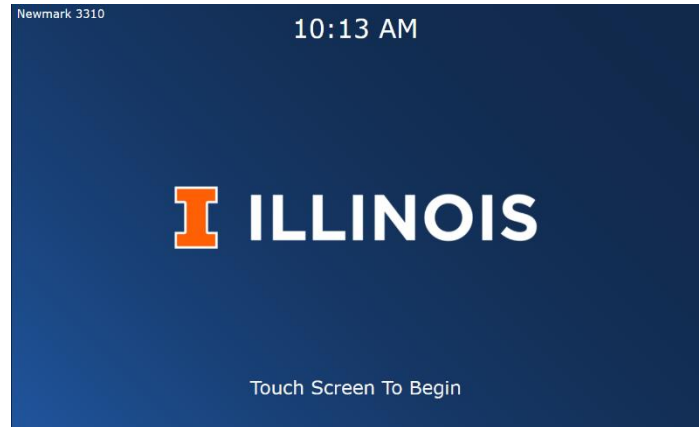 Newmark 3310
10:13 AM
I ILLINOIS
Touch Screen To Begin